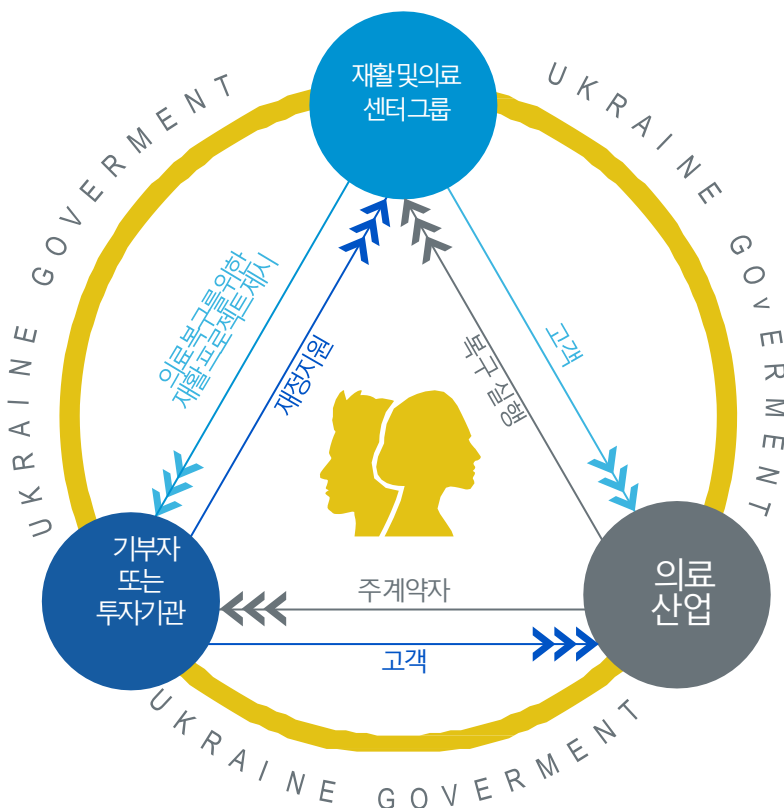 재활 및의료
센터 그룹
UKRAINE GOVERMENT
UKRAINE GOVERMENT
의료 복구를위한
재활 프로젝트제시
재정지원
복구 실행
고객
기부자
또는
투자기관
의료
산업
주계약자
고객
UKRAINE GOVERMENT